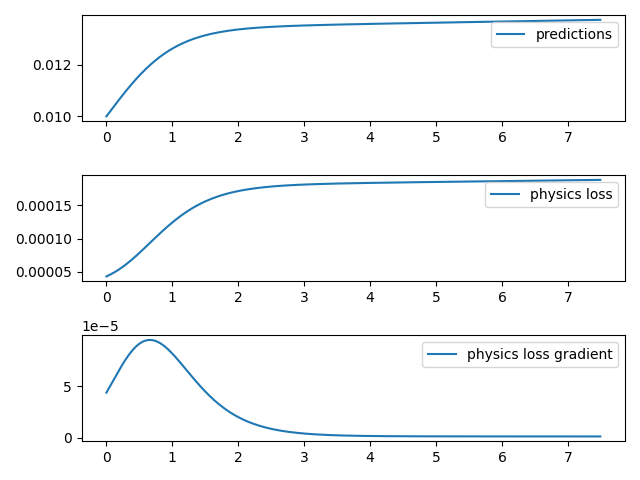 predictions
0.012
0.010
0 1 2 3 4 5 6 7
physics loss
0.00015
0.00010
0.00005
0 1 2 3 4 5 6 7
1e−5
physics loss gradient
5
0
0 1 2 3 4 5 6 7